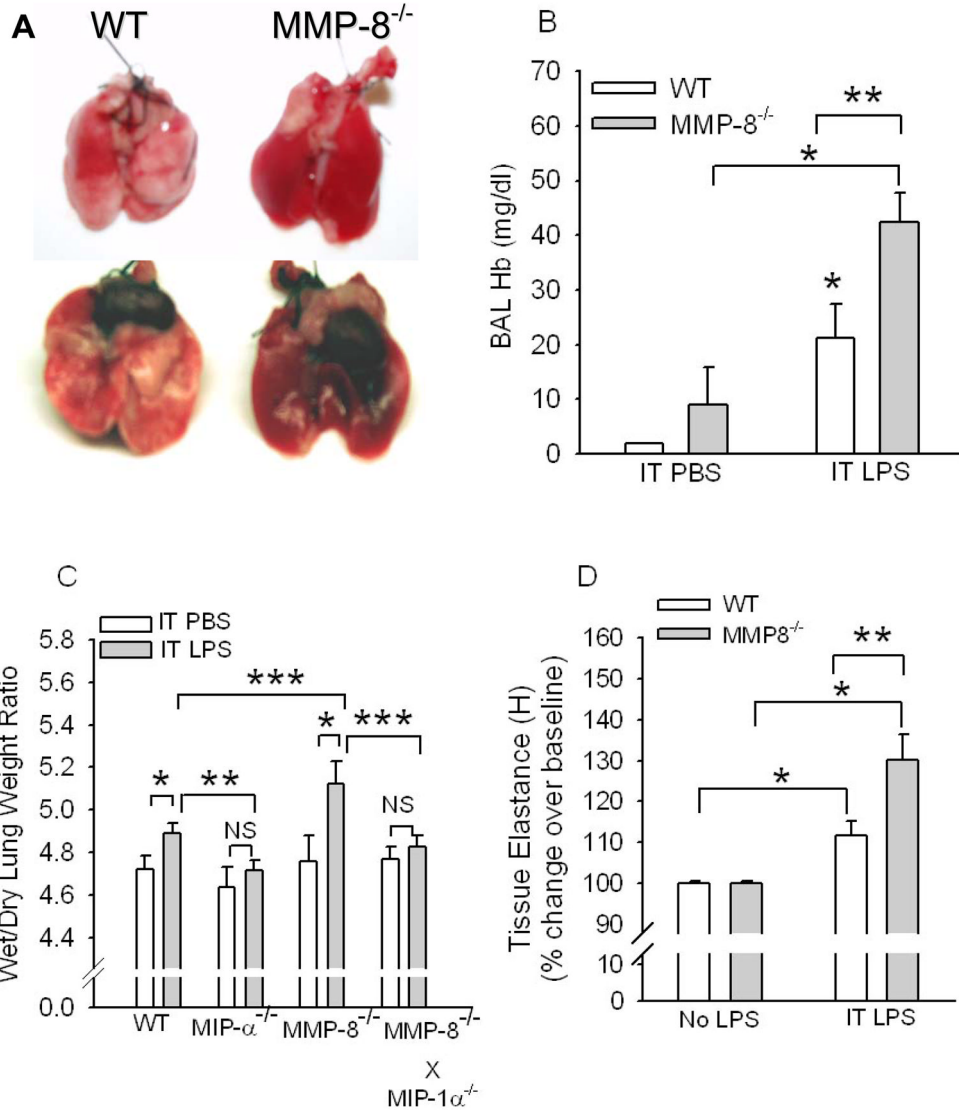 A
WT
MMP-8-/-
B
BAL Hb (mg/dl)
70
60
50
40
30
20
10
0
WT
MMP-8-/-
*
*
**
IT PBS
IT LPS
C
Wet/Dry Lung Weight Ratio
5.8
5.6
5.4
5.2
5.0
4.8
4.6
4.4
0.0
IT PBS
IT LPS
***
*
***
*
**
NS
NS
WT
MIP-α-/-
MMP-8-/-
MMP-8-/-
X
MIP-1α-/-
D
Tissue Elastance (H)
(% change over baseline)
160
150
140
130
120
110
100
90
10
0
WT
MMP8-/-
**
*
*
No LPS
IT LPS